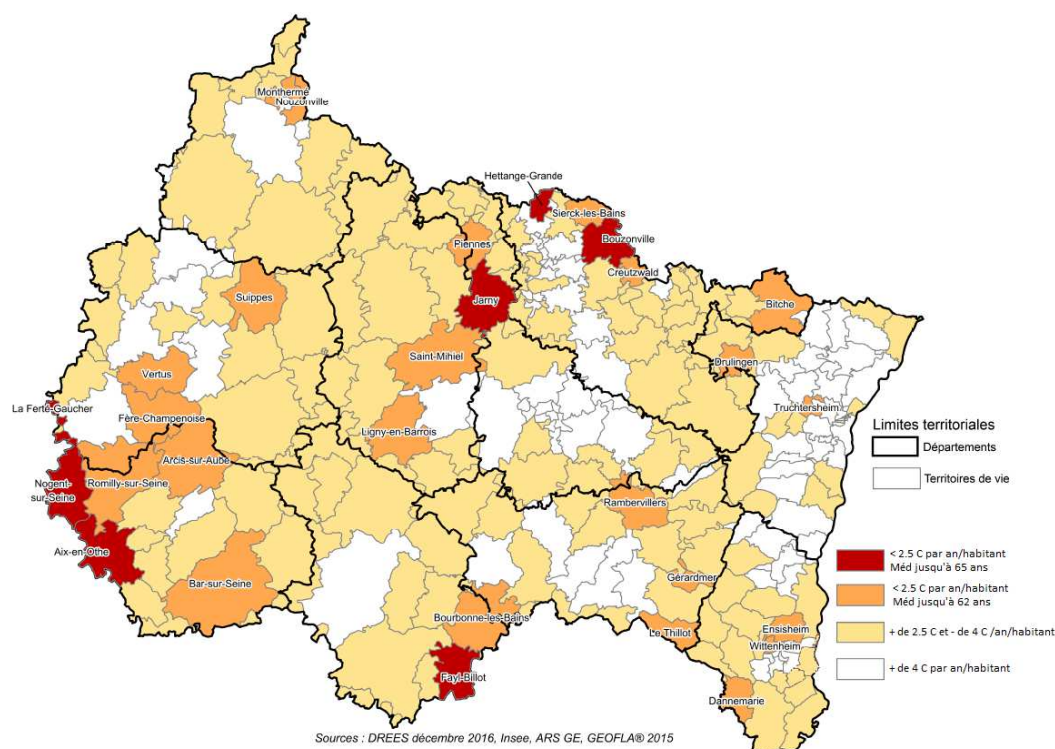 Montherme
Nouzonville
Hettange-Grande
Sierck-les-Bains
Piennes
Bouzonville
Creutzwald
Suippes
Jarny
Bitche
Saint-Mihiel
Drulingen
Vertus
La Ferté-Gaucher
Truchtersheim
Fère-Champenoise
Ligny-en-Barrois
Arcis-sur-Aube
Nogent-
sur-Seine
Romilly-sur-Seine
Rambervillers
Aix-en-Othe
Bar-sur-Seine
Gérardmer
Bourbonne-les-Bains
Le Thillot
Ensisheim
Wittenheim
Fayl-Billot
Dannemarie
Limites territoriales
Départements
Territoires de vie
< 2.5 C par an/habitant
Méd jusqu'à 65 ans
< 2.5 C par an/habitant
Méd jusqu'à 62 ans
+ de 2.5 C et - de 4 C /an/habitant
+ de 4 C par an/habitant
Sources : DREES décembre 2016, Insee, ARS GE, GEOFLA® 2015